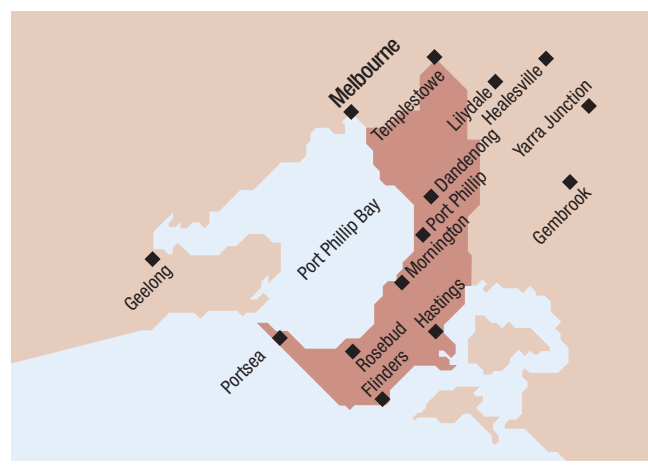 Melbourne
Templestowe
Lilydale
Healesville
Yarra Junction
Dandenong
Port Phillip
Gembrook
Port Phillip Bay
Mornington
Geelong
Hastings
Portsea
Rosebud
Flinders